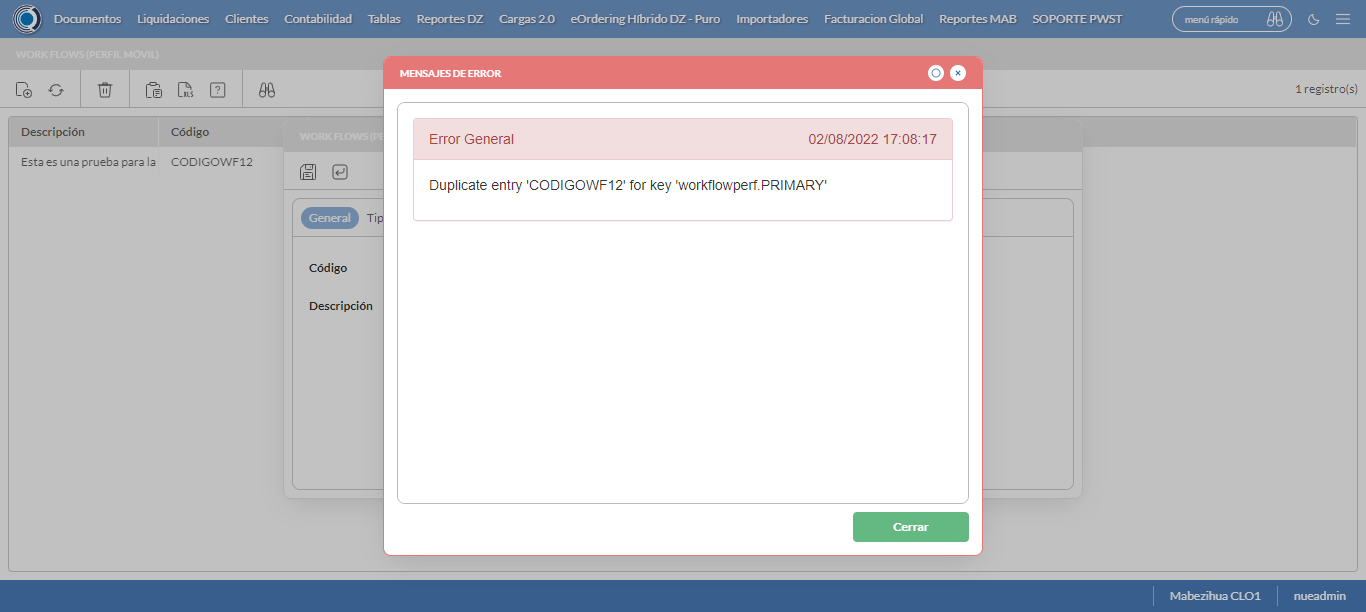 Documentos Liquidaciones Clientes Contabilidad Tablas Reportes DZ Cargas 2.0 eOrdering Híbrido DZ - Puro Importadores Facturacion Global Reportes MAB SOPORTE PWST menú rápido
WORK FLOWS (PERFIL MÓVIL)
MENSAJES DE ERROR
XLS ?
1 registro(s)
Descripción Código
WORK FLOWS (PE
Error General 02/08/2022 17:08:17
Esta es una prueba para la CODIGOWF12
Duplicate entry 'CODIGOWF12' for key 'workflowperf.PRIMARY'
General Tip
Código
Descripción
Cerrar
Mabezihua CLO1 nueadmin